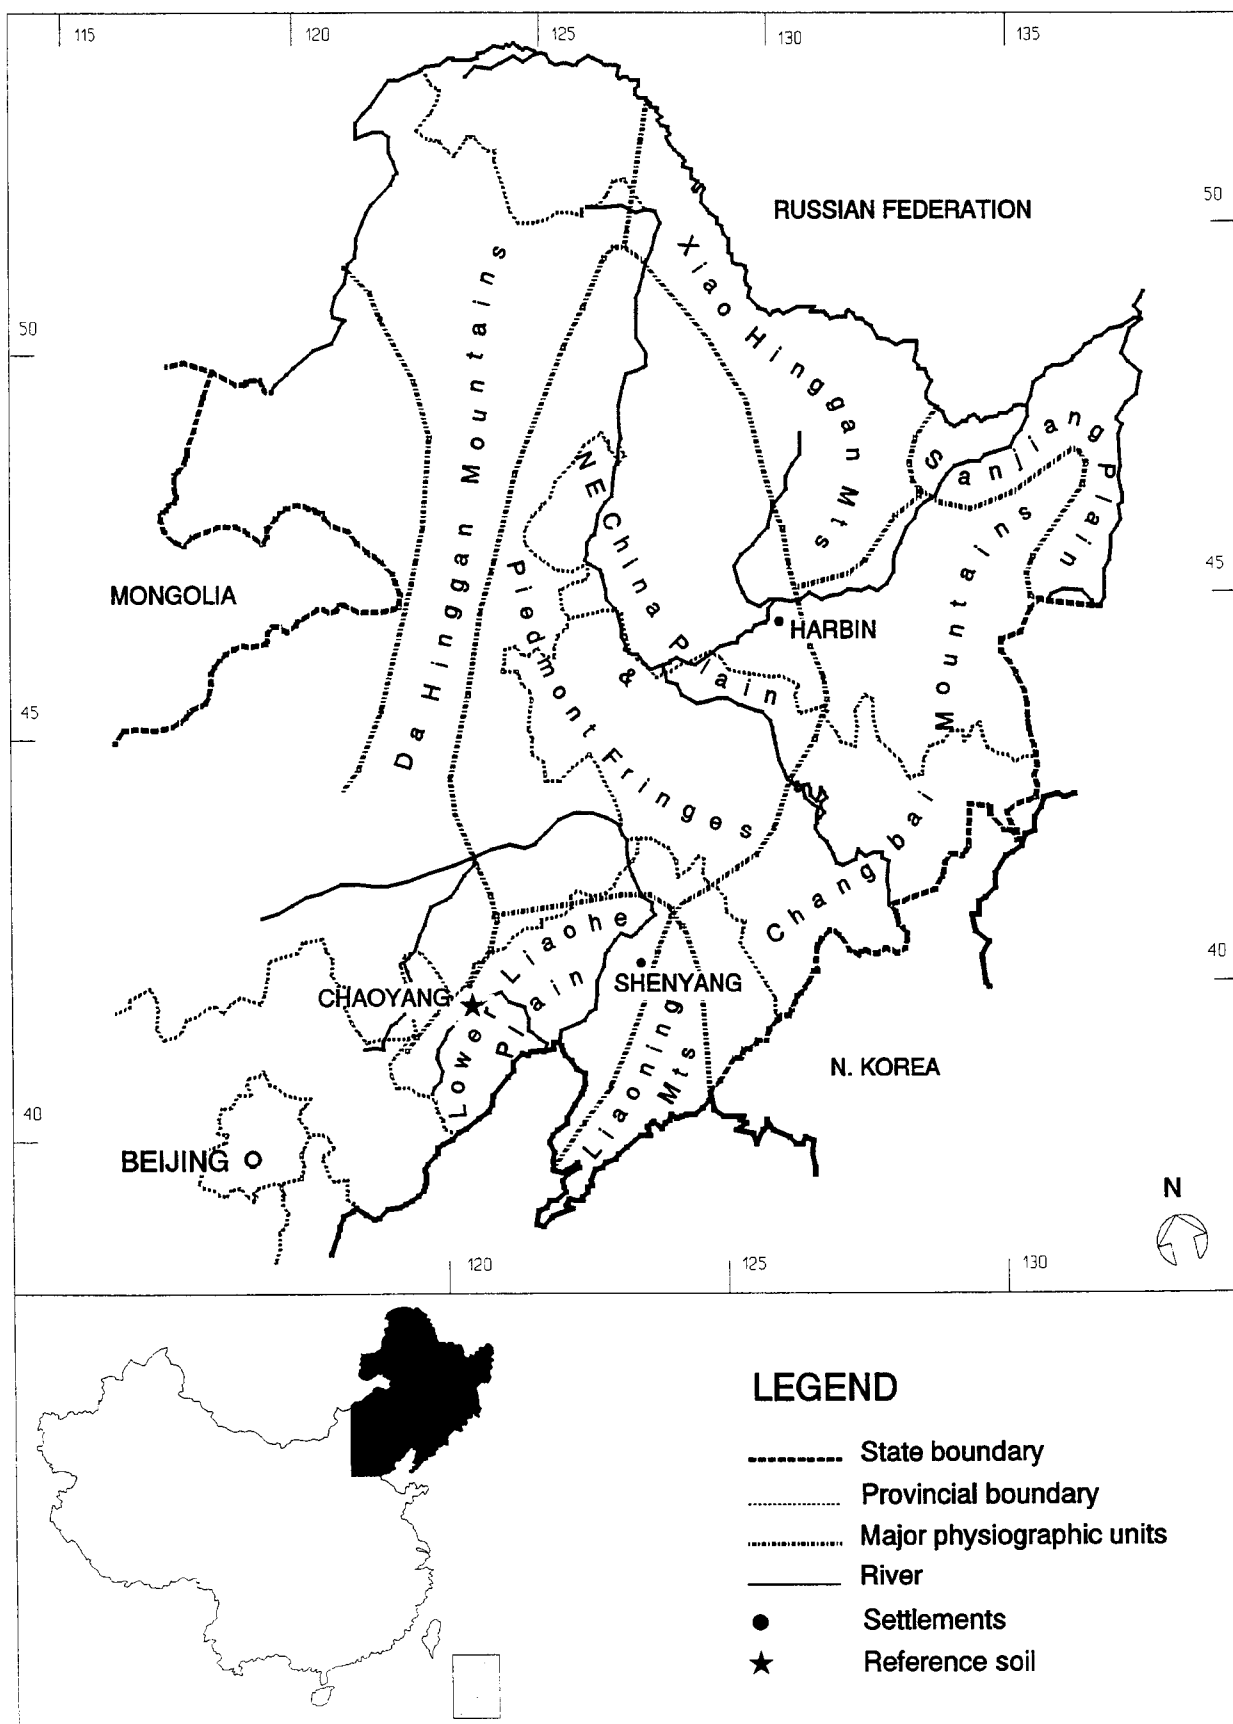 115 120 125 130 135
50
RUSSIAN FEDERATION
Xiao Hinggan Mts
Da Hinggan Mountains
50
Sanjiang Plain
NE China Plain
&
Piedmont Fringes
45
MONGOLIA
HARBIN
Changbai Mountains
45
40
Lower Liaohe
Plain
CHAOYANG
SHENYANG
Liaoning
Mts
N. KOREA
40
BEIJING
N
120 125 130
LEGEND
State boundary
Provincial boundary
Major physiographic units
River
Settlements
Reference soil